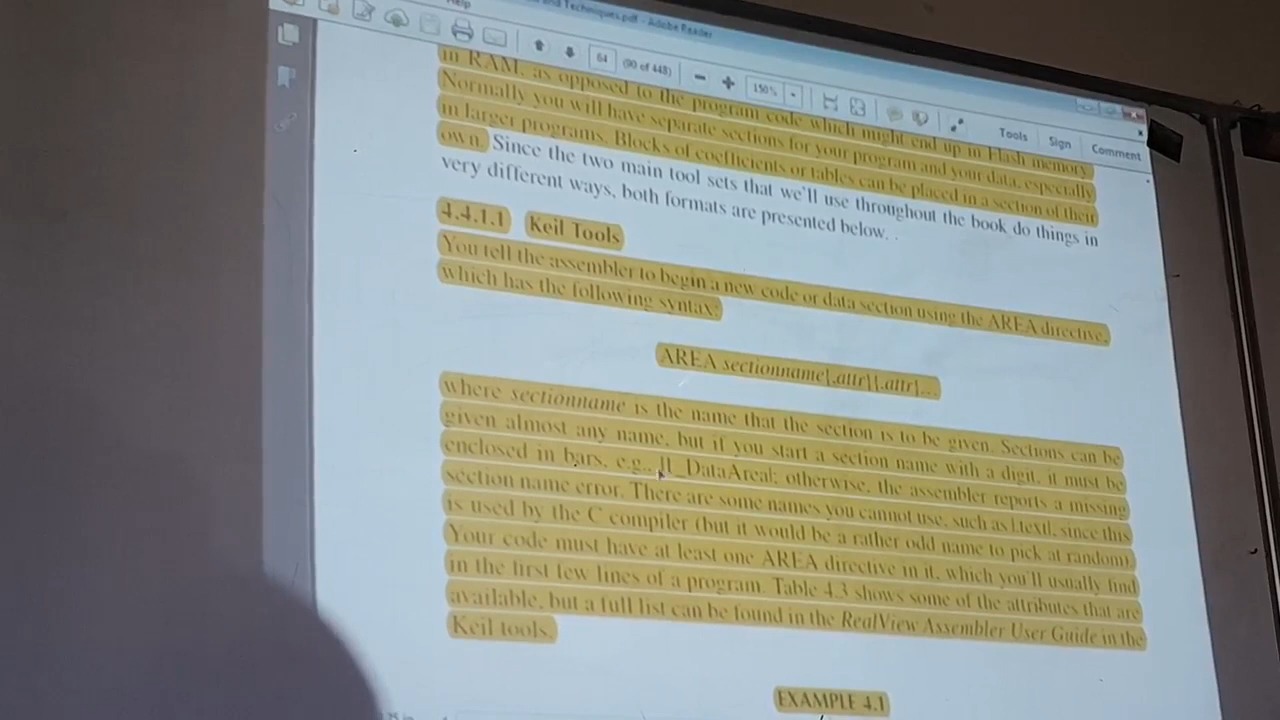 Help
and Techniques.pdf - Adobe Reader
64 (90 of 448) 150%
Tools Sign Comment
in RAM, as opposed to the program code which might end up in Flash memory.
Normally you will have separate sections for your program and your data, especially
in larger programs. Blocks of coefficients or tables can be placed in a section of their
own. Since the two main tool sets that we'll use throughout the book do things in
very different ways, both formats are presented below.
4.4.1.1 Keil Tools
You tell the assembler to begin a new code or data section using the AREA directive,
which has the following syntax:
AREA sectionname{,attr}{,attr}...
where sectionname is the name that the section is to be given. Sections can be
given almost any name, but if you start a section name with a digit, it must be
enclosed in bars, e.g., |1_DataArea|; otherwise, the assembler reports a missing
section name error. There are some names you cannot use, such as |.text|, since this
is used by the C compiler (but it would be a rather odd name to pick at random).
Your code must have at least one AREA directive in it, which you'll usually find
in the first few lines of a program. Table 4.3 shows some of the attributes that are
available, but a full list can be found in the RealView Assembler User Guide in the
Keil tools.
EXAMPLE 4.1